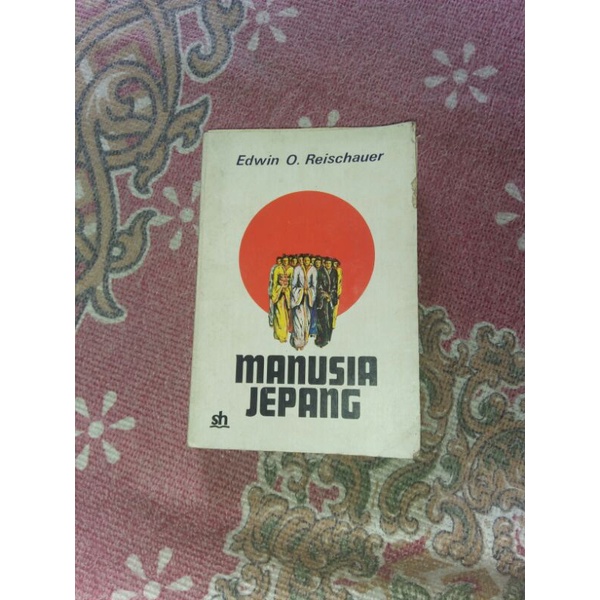 Edwin O. Reischauer
MANUSIA
JEPANG
sh